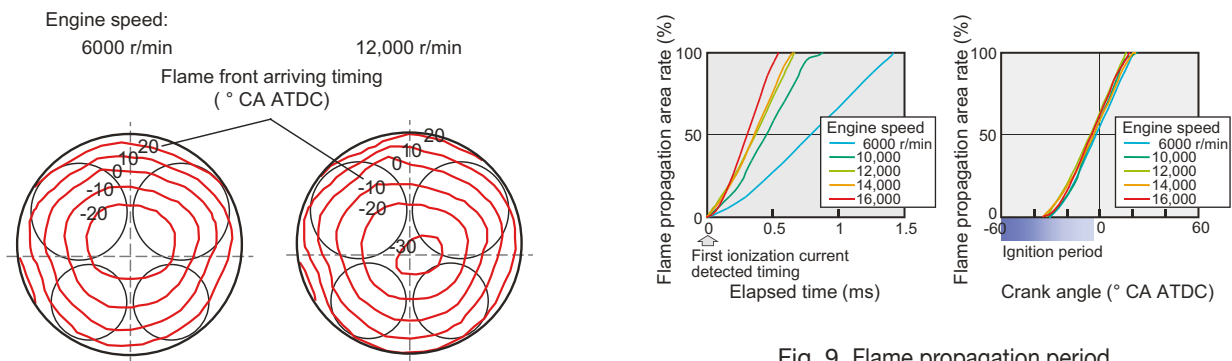 Engine speed:
6000 r/min
12,000 r/min
Flame front arriving timing
( ° CA ATDC)
20
10
0
-10
-20
20
10
0
-10
-20
-30
Flame propagation area rate (%)
100
50
0
0
0.5
1.0
1.5
Engine speed
6000 r/min
10,000
12,000
14,000
16,000
First ionization current
detected timing
Elapsed time (ms)
Flame propagation area rate (%)
100
50
0
-60
0
60
Engine speed
6000 r/min
10,000
12,000
14,000
16,000
Ignition period
Crank angle (° CA ATDC)
Fig. 9 Flame propagation period